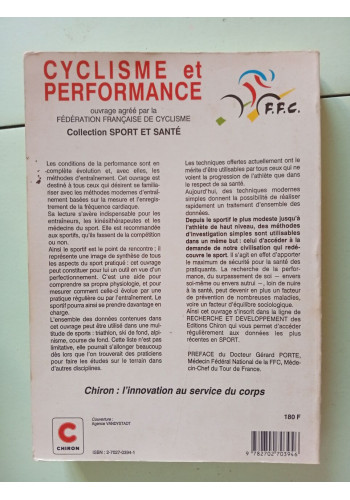 CYCLISME et
PERFORMANCE
ouvrage agréé par la
FÉDÉRATION FRANÇAISE DE CYCLISME
Collection SPORT ET SANTÉ
F.F.C.
Les conditions de la performance sont en
complète évolution et, avec elles, les
méthodes d'entraînement. Cet ouvrage est
destiné à tous ceux qui désirent se familia-
riser avec les méthodes modernes d'entraî-
nement basées sur la mesure et l'enregis-
trement de la fréquence cardiaque.
Sa lecture s'avère indispensable pour les
entraîneurs, les kinésithérapeutes et les
médecins du sport. Elle est recommandée
aux sportifs, qu'ils fassent de la compétition
ou non.
Ainsi le sportif est le point de rencontre ; il
représente une image de synthèse de tous
les aspects du sport pratiqué : cet ouvrage
peut constituer pour lui un outil en vue d'un
perfectionnement. C'est une aide pour
comprendre sa propre physiologie, et pour
mesurer comment celle-ci évolue par une
pratique régulière ou par l'entraînement. Le
sportif pourra ainsi se prendre davantage en
charge.
L'ensemble des données contenues dans
cet ouvrage peut être utilisé dans une mul-
titude de sports : triathlon, ski de fond, alpi-
nisme, course de fond. Cette liste n'est pas
limitative, elle pourrait s'allonger beaucoup
dès lors que l'on trouverait des praticiens
pour faire les études sur le terrain dans
d'autres disciplines.
Les techniques offertes actuellement ont le
mérite d'être utilisables par tous ceux qui ne
voient la progression de l'athlète que dans
le respect de sa santé.
Aujourd'hui, des techniques modernes
simples donnent la possibilité de réaliser
rapidement un traitement d'ensemble des
données.
Depuis le sportif le plus modeste jusqu'à
l'athlète de haut niveau, des méthodes
d'investigation simples sont utilisables
dans un même but : celui d'accéder à la
demande de notre civilisation qui redé-
couvre le sport. Il s'agit en effet d'apporter
le maximum de sécurité pour la santé des
pratiquants. La recherche de la perfor-
mance, du surpassement de soi — envers
soi-même ou envers autrui -, loin de nuire
à la santé, peut devenir en plus un facteur
de prévention de nombreuses maladies,
voire un facteur d'équilibre sociologique.
Ainsi cet ouvrage s'inscrit dans la ligne de
RECHERCHE ET DÉVELOPPEMENT des
Editions Chiron qui vous permet d'accéder
régulièrement aux données les plus
récentes en SPORT.
PREFACE du Docteur Gérard PORTE,
Médecin Fédéral National de la FFC, Méde-
cin-Chef du Tour de France.
Chiron : l'innovation au service du corps
C
CHIRON
Couverture :
Agence VANDYSTADT
ISBN : 2-7027-0394-1
180 F
9 782702 703946